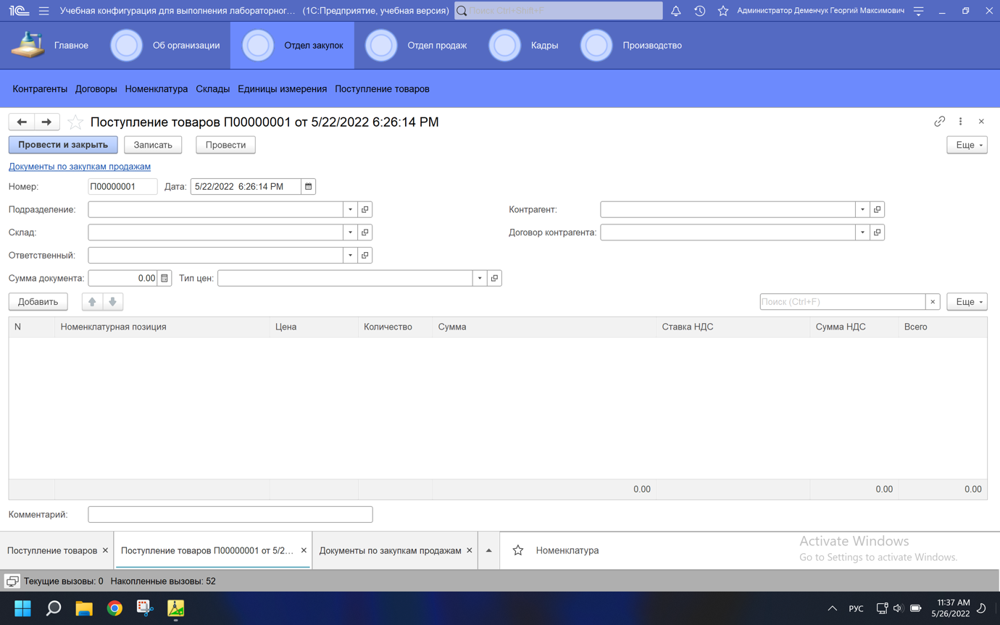 1С Учебная конфигурация для выполнения лабораторног... (1С:Предприятие, учебная версия) Поиск Ctrl+Shift+F Администратор Деменчук Георгий Максимович
Главное Об организации Отдел закупок Отдел продаж Кадры Производство
Контрагенты Договоры Номенклатура Склады Единицы измерения Поступление товаров
Поступление товаров П00000001 от 5/22/2022 6:26:14 PM
Провести и закрыть Записать Провести Еще
Документы по закупкам продажам
Номер: П00000001 Дата: 5/22/2022 6:26:14 PM
Подразделение: Контрагент:
Склад: Договор контрагента:
Ответственный:
Сумма документа: 0.00 Тип цен:
Добавить Поиск (Ctrl+F) Еще
N Номенклатурная позиция Цена Количество Сумма Ставка НДС Сумма НДС Всего
0.00 0.00 0.00
Комментарий:
Поступление товаров Поступление товаров П00000001 от 5/2... Документы по закупкам продажам Номенклатура
Activate Windows
Go to Settings to activate Windows.
Текущие вызовы: 0 Накопленные вызовы: 52
РУС 11:37 AM
5/26/2022